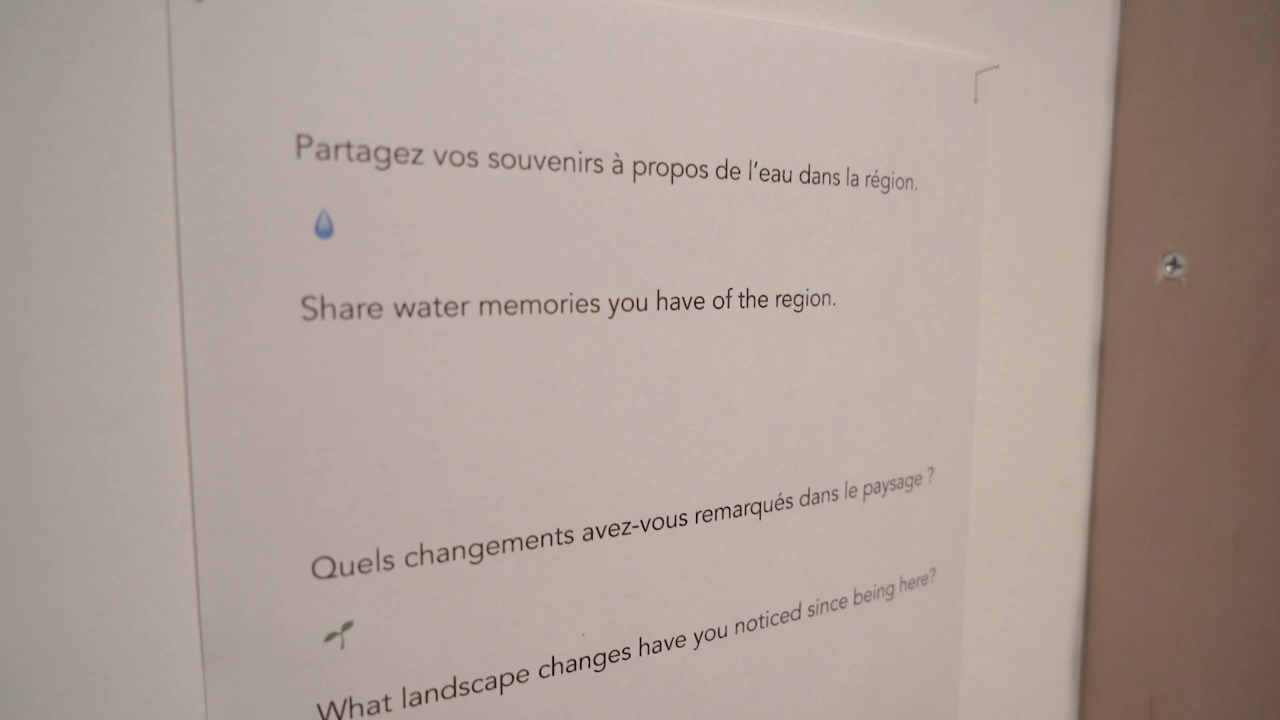 Partagez vos souvenirs à propos de l'eau dans la région.
Share water memories you have of the region.
Quels changements avez-vous remarqués dans le paysage ?
What landscape changes have you noticed since being here?